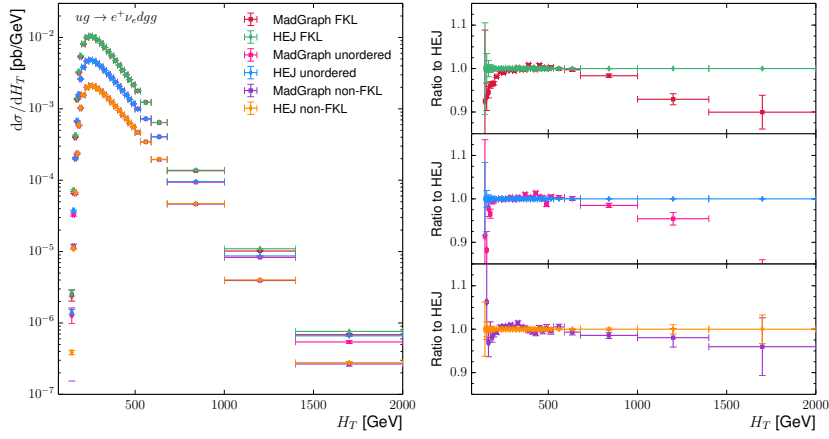 ug → e⁺ν_e dgg
MadGraph FKL
HEJ FKL
MadGraph unordered
HEJ unordered
MadGraph non-FKL
HEJ non-FKL
dσ/dH_T [pb/GeV]
10⁻²
10⁻³
10⁻⁴
10⁻⁵
10⁻⁶
10⁻⁷
500 1000 1500 2000
H_T [GeV]
Ratio to HEJ
1.1
1.0
0.9
Ratio to HEJ
1.1
1.0
0.9
Ratio to HEJ
1.1
1.0
0.9
500 1000 1500 2000
H_T [GeV]